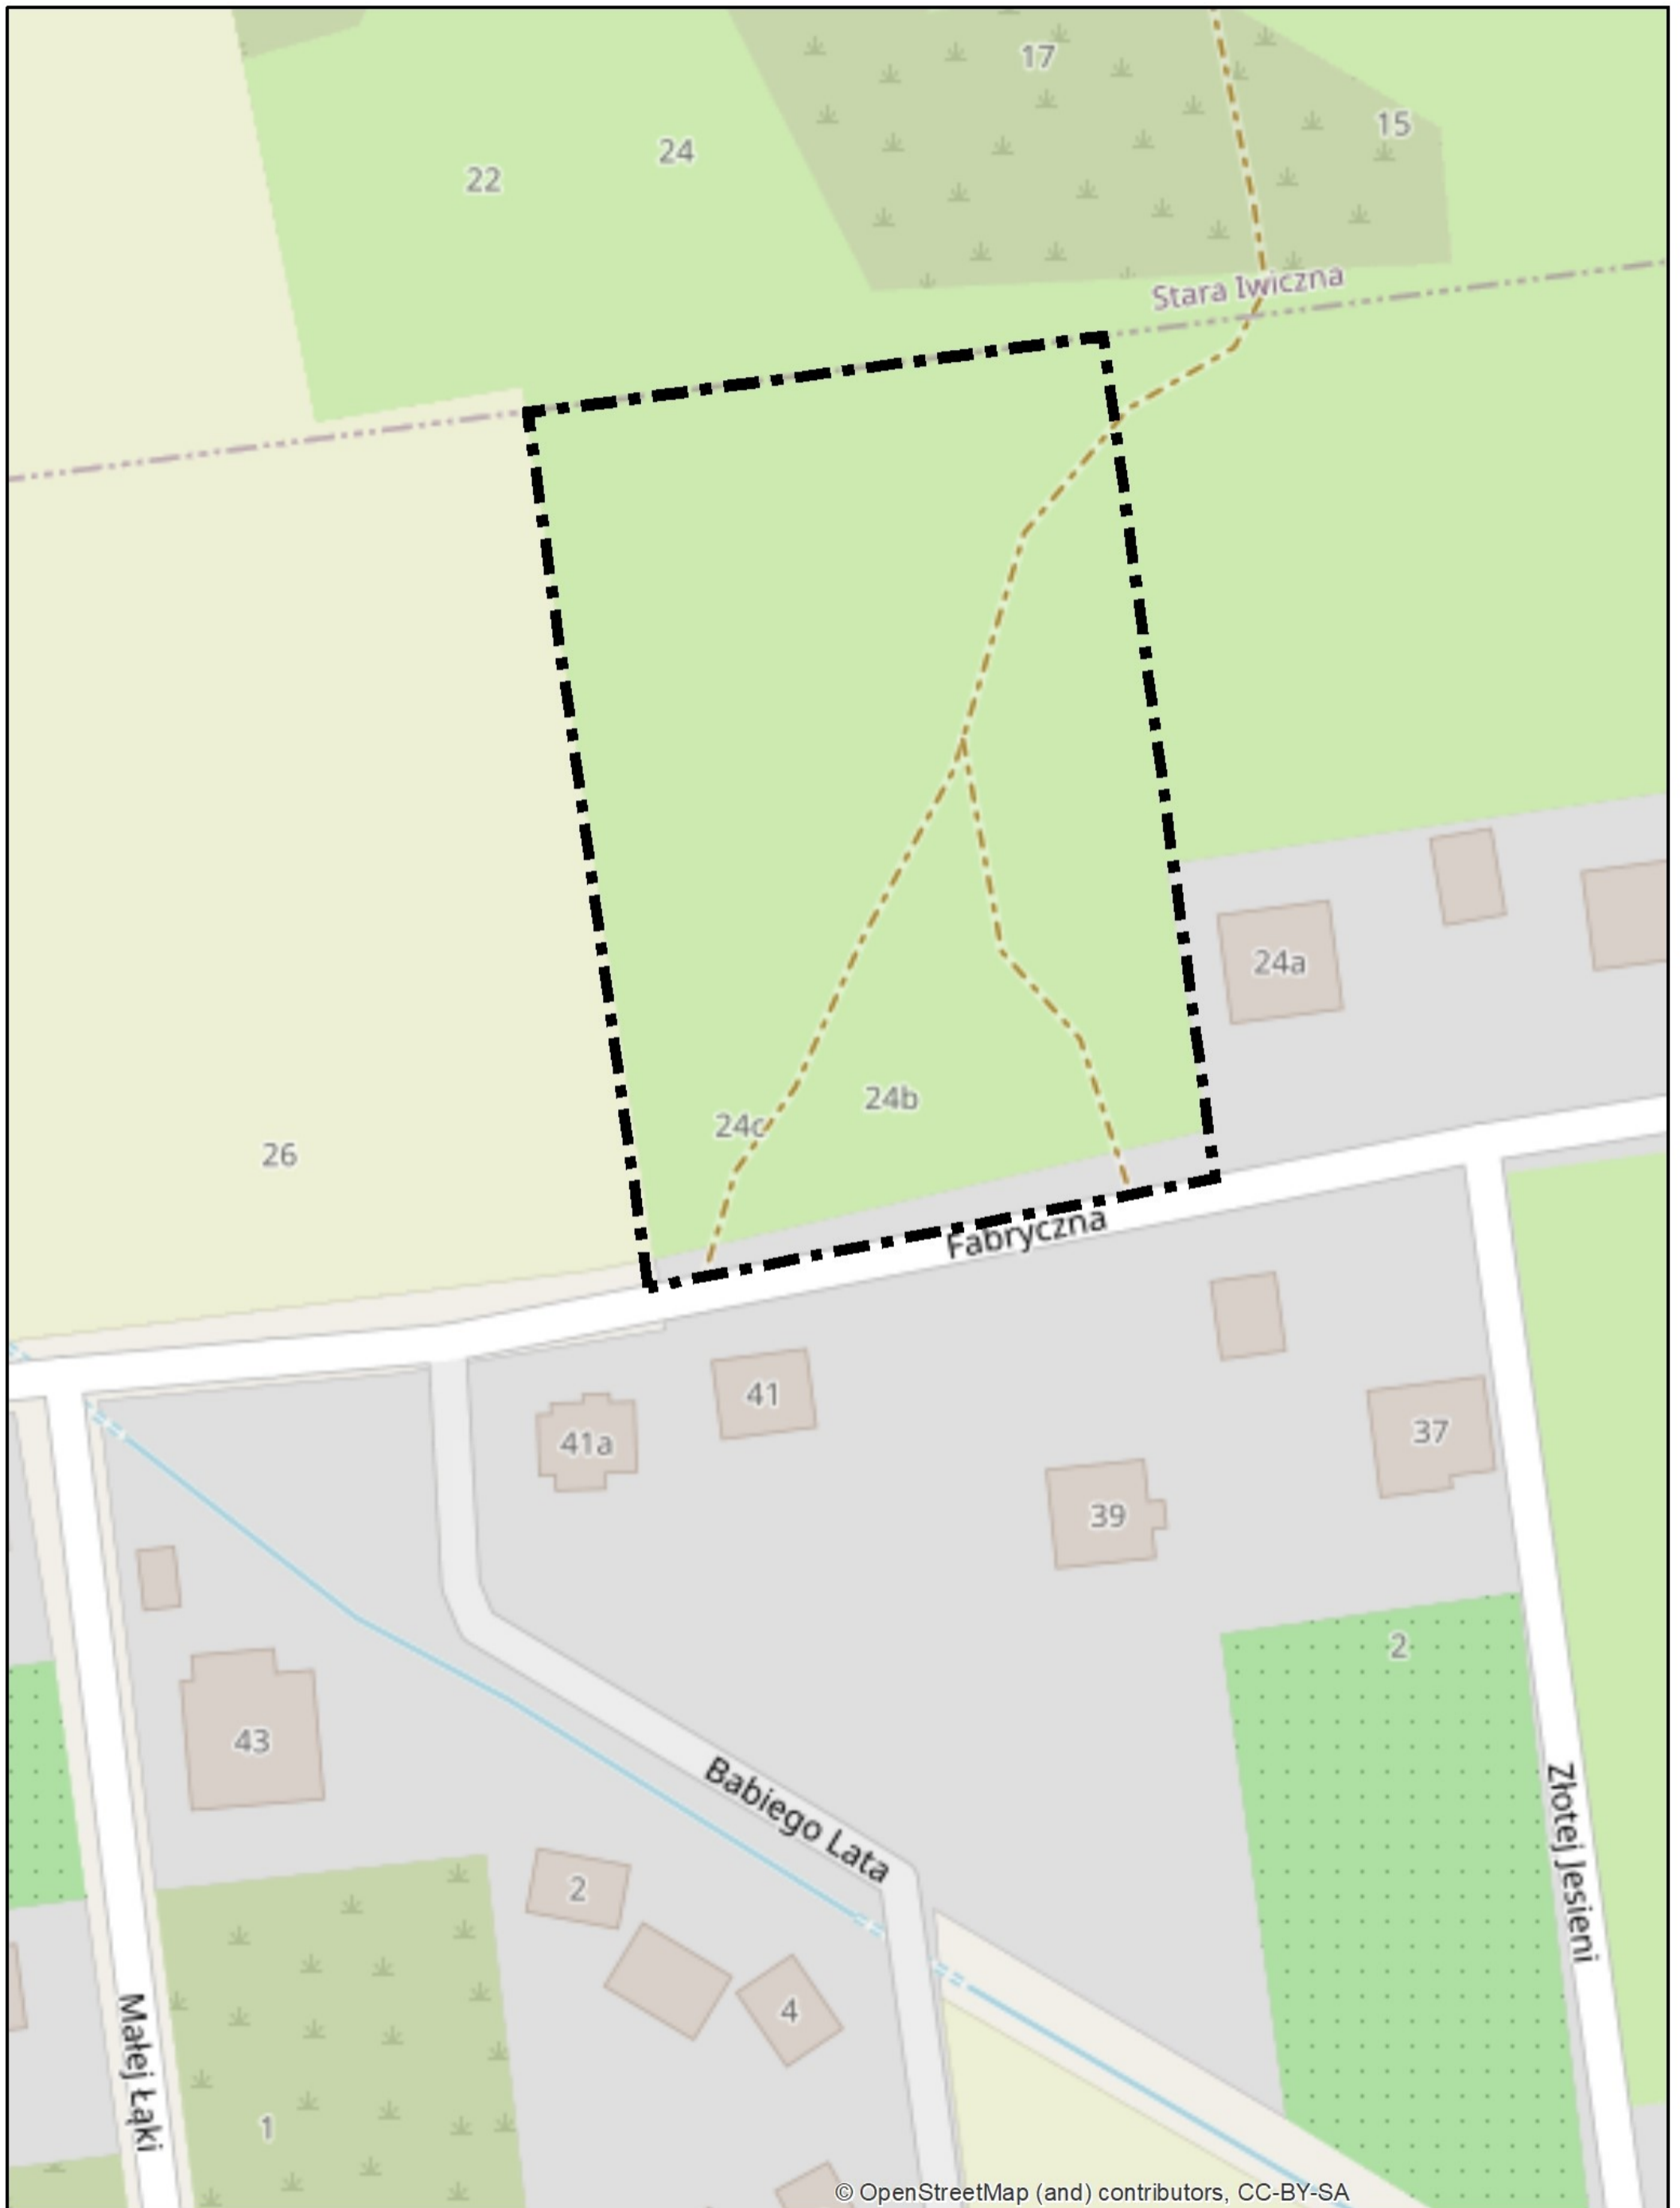 17
15
24
22
Stara Iwiczna
24a
24b
24c
26
Fabryczna
41
41a
37
39
2
43
Babiego Lata
Złotej Jesieni
2
4
Małej Łąki
1
© OpenStreetMap (and) contributors, CC-BY-SA